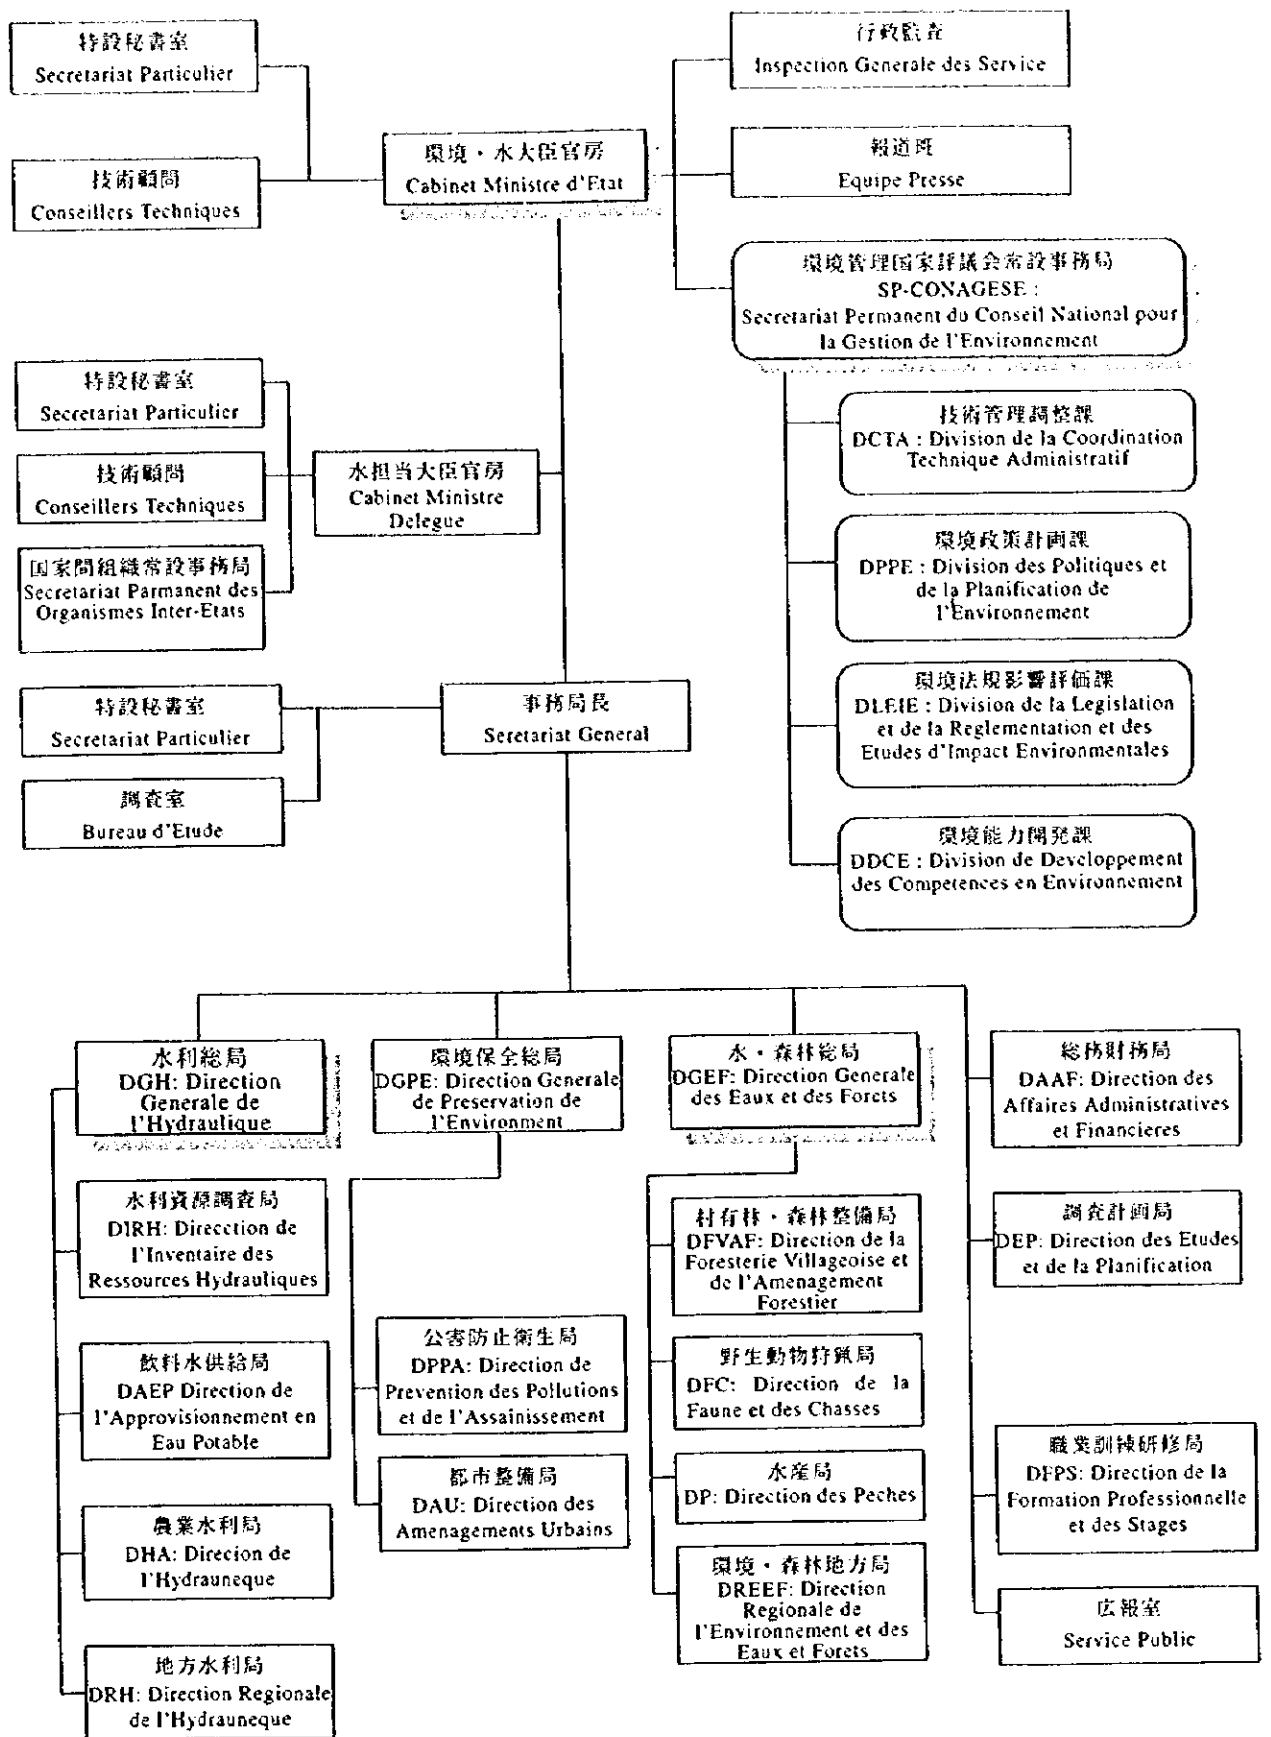 特設秘書室
Secretariat Particulier
技術顧問
Conseillers Techniques
環境・水大臣官房
Cabinet Ministre d'Etat
行政監査
Inspection Generale des Service
報道班
Equipe Presse
環境管理国家評議会常設事務局
SP-CONAGESE :
Secretariat Permanent du Conseil National pour
la Gestion de l'Environnement
技術管理調整課
DCTA : Division de la Coordination
Technique Administratif
環境政策計画課
DPPE : Division des Politiques et
de la Planification de
l'Environnement
環境法規影響評価課
DLEIE : Division de la Legislation
et de la Reglementation et des
Etudes d'Impact Environmentales
環境能力開発課
DDCE : Division de Developpement
des Competences en Environnement
特設秘書室
Secretariat Particulier
技術顧問
Conseillers Techniques
国家間組織常設事務局
Secretariat Parmanent des
Organismes Inter-Etats
水担当大臣官房
Cabinet Ministre
Delegue
特設秘書室
Secretariat Particulier
調査室
Bureau d'Etude
事務局長
Seretariat General
水利総局
DGH: Direction
Generale de
l'Hydraulique
水利資源調査局
DIRH: Direcction de
l'Inventaire des
Ressources Hydrauliques
飲料水供給局
DAEP Direction de
l'Approvisionnement en
Eau Potable
農業水利局
DHA: Direcion de
l'Hydrauneque
地方水利局
DRH: Direction Regionale
de l'Hydrauneque
環境保全総局
DGPE: Direction Generale
de Preservation de
l'Environment
公害防止衛生局
DPPA: Direction de
Prevention des Pollutions
et de l'Assainissement
都市整備局
DAU: Direction des
Amenagements Urbains
水・森林総局
DGEF: Direction Generale
des Eaux et des Forets
村有林・森林整備局
DFVAF: Direction de la
Foresterie Villageoise et
de l'Amenagement
Forestier
野生動物狩猟局
DFC: Direction de la
Faune et des Chasses
水産局
DP: Direction des Peches
環境・森林地方局
DREEF: Direction
Regionale de
l'Environnement et des
Eaux et Forets
総務財務局
DAAF: Direction des
Affaires Administratives
et Financieres
調査計画局
DEP: Direction des Etudes
et de la Planification
職業訓練研修局
DFPS: Direction de la
Formation Professionnelle
et des Stages
広報室
Service Public